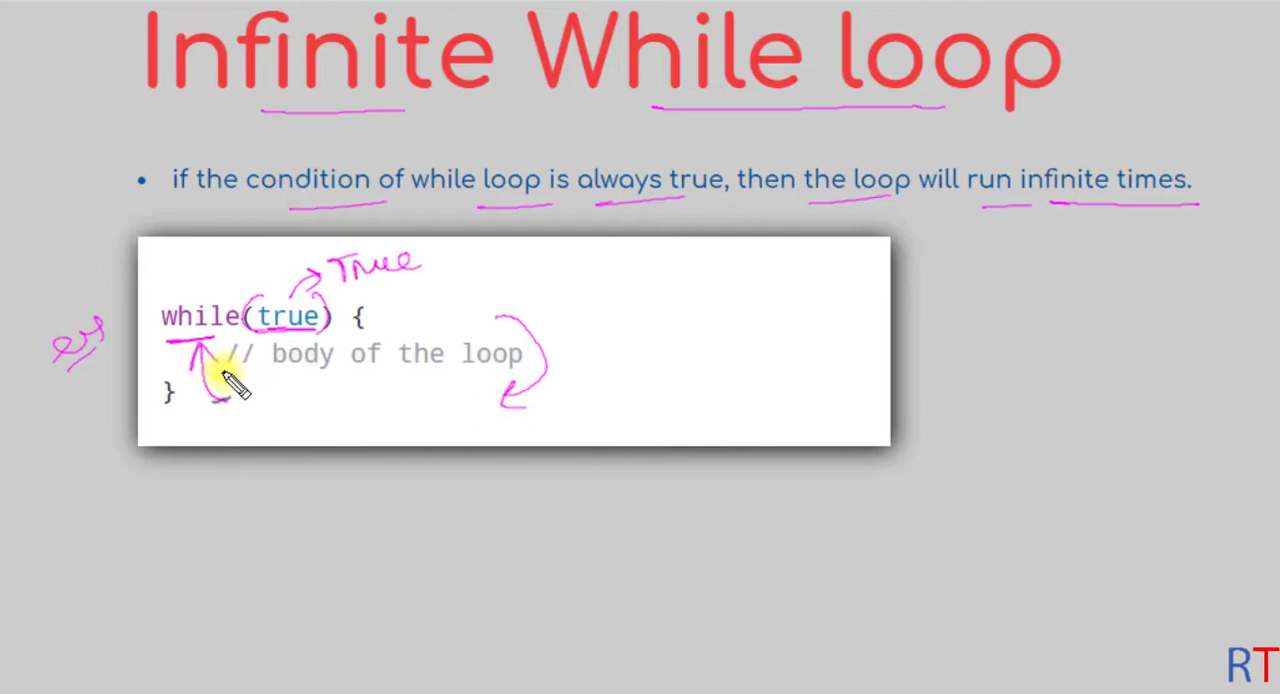 Infinite While loop
• if the condition of while loop is always true, then the loop will run infinite times.
True
while(true) {
// body of the loop
}
RT